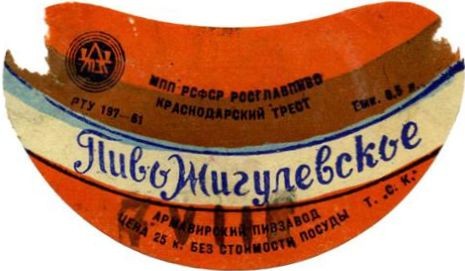 МПП РСФСР РОСГЛАВПИВО
КРАСНОДАРСКИЙ ТРЕСТ
РТУ 197—61
Емк. 0,5 л.
Пиво Жигулевское
АРМАВИРСКИЙ ПИВЗАВОД
ЦЕНА 25 к. БЕЗ СТОИМОСТИ ПОСУДЫ
Т. „С. К.“